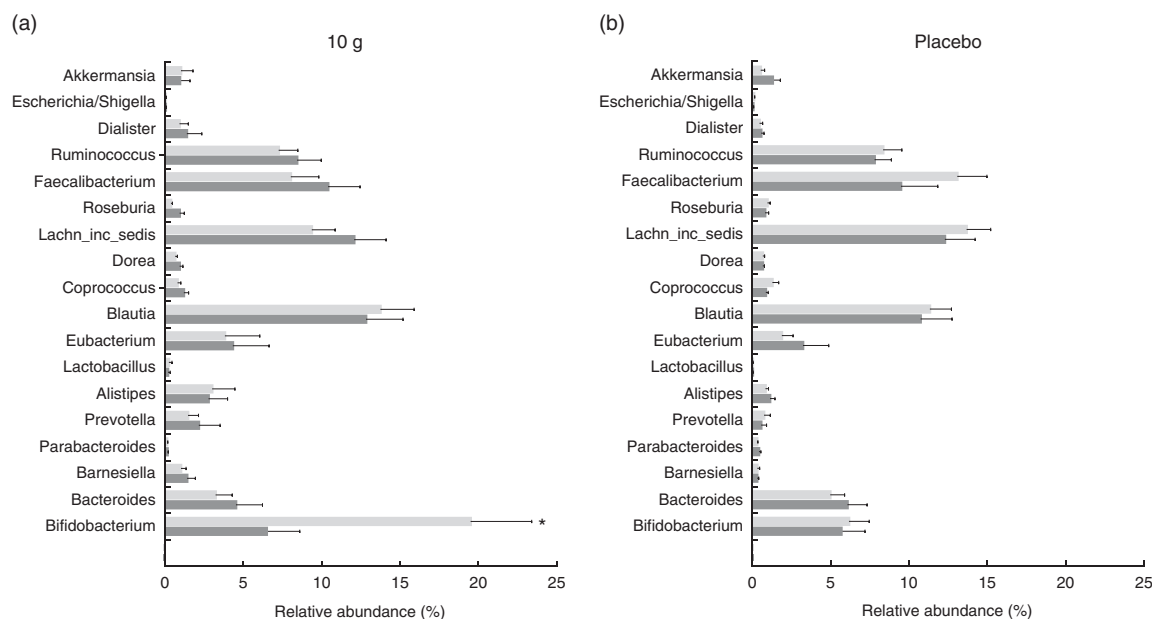 (a)
10 g
Akkermansia
Escherichia/Shigella
Dialister
Ruminococcus
Faecalibacterium
Roseburia
Lachn_inc_sedis
Dorea
Coprococcus
Blautia
Eubacterium
Lactobacillus
Alistipes
Prevotella
Parabacteroides
Barnesiella
Bacteroides
Bifidobacterium
*
0 5 10 15 20 25
Relative abundance (%)
(b)
Placebo
Akkermansia
Escherichia/Shigella
Dialister
Ruminococcus
Faecalibacterium
Roseburia
Lachn_inc_sedis
Dorea
Coprococcus
Blautia
Eubacterium
Lactobacillus
Alistipes
Prevotella
Parabacteroides
Barnesiella
Bacteroides
Bifidobacterium
0 5 10 15 20 25
Relative abundance (%)